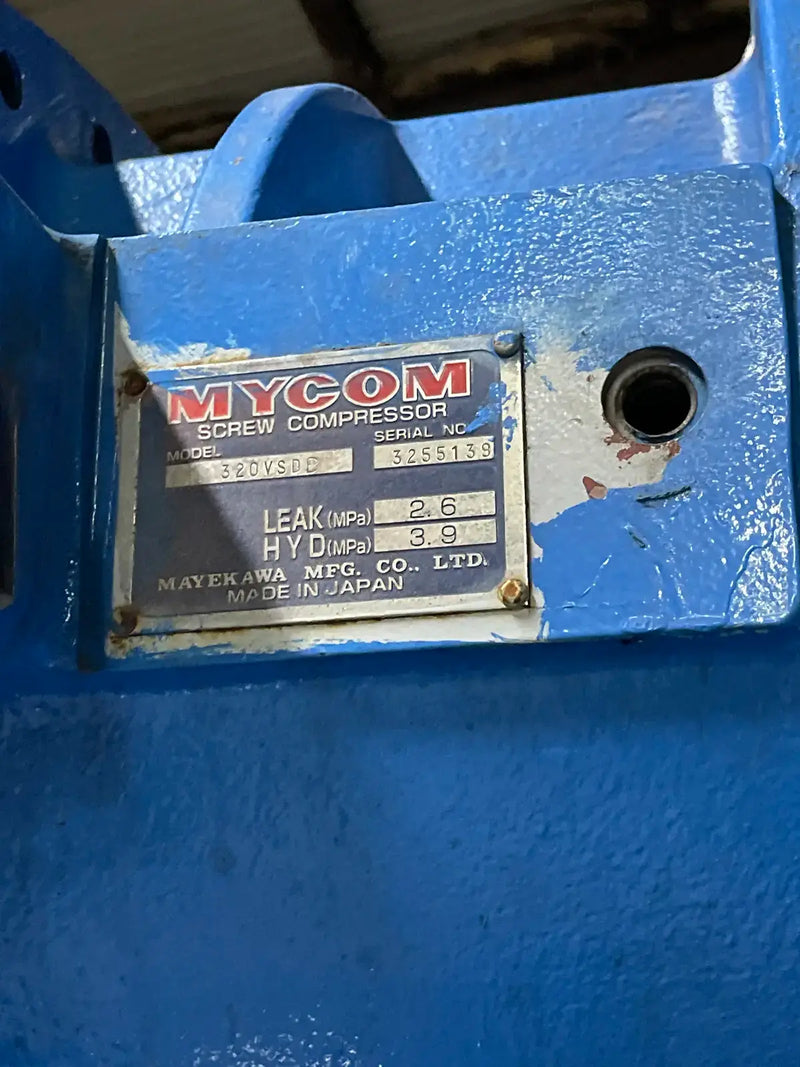 MYCOM
SCREW COMPRESSOR
MODEL SERIAL NO
3255139
LEAK(MPa) 2.6
HYD(MPa) 3.9
MAYEKAWA MFG. CO., LTD.
MADE IN JAPAN